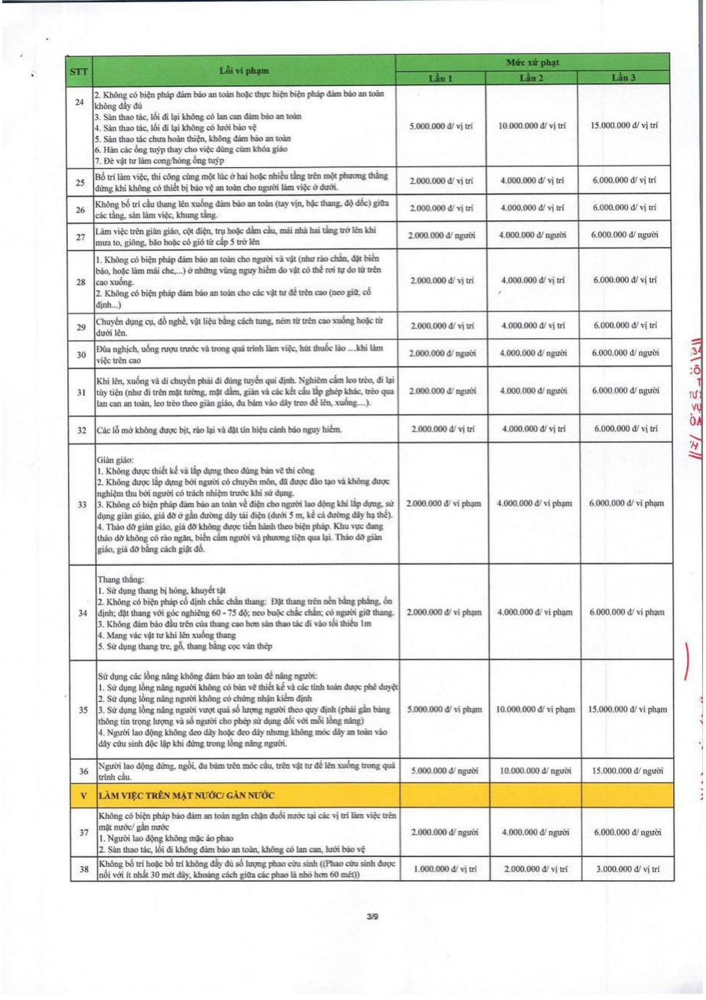 STT
Lỗi vi phạm
Mức xử phạt
Lần 1
Lần 2
Lần 3
24
2. Không có biện pháp đảm bảo an toàn hoặc thực hiện biện pháp đảm bảo an toàn
không đầy đủ
3. Sàn thao tác, lối đi lại không có lan can đảm bảo an toàn
4. Sàn thao tác, lối đi lại không có lưới bảo vệ
5. Sàn thao tác chưa hoàn thiện, không đảm bảo an toàn
6. Hàn các ống tuýp thay cho việc dùng cùm khóa giáo
7. Đè vật tư làm cong/hỏng ống tuýp
5.000.000 đ/ vị trí
10.000.000 đ/ vị trí
15.000.000 đ/ vị trí
25
Bố trí làm việc, thi công cùng một lúc ở hai hoặc nhiều tầng trên một phương thẳng
đứng khi không có thiết bị bảo vệ an toàn cho người làm việc ở dưới.
2.000.000 đ/ vị trí
4.000.000 đ/ vị trí
6.000.000 đ/ vị trí
26
Không bố trí cầu thang lên xuống đảm bảo an toàn (tay vịn, bậc thang, độ dốc) giữa
các tầng, sàn làm việc, khung tầng.
2.000.000 đ/ vị trí
4.000.000 đ/ vị trí
6.000.000 đ/ vị trí
27
Làm việc trên giàn giáo, cột điện, trụ hoặc dầm cầu, mái nhà hai tầng trở lên khi
mưa to, giông, bão hoặc có gió từ cấp 5 trở lên
2.000.000 đ/ người
4.000.000 đ/ người
6.000.000 đ/ người
28
1. Không có biện pháp đảm bảo an toàn cho người và vật (như rào chắn, đặt biển
báo, hoặc làm mái che,...) ở những vùng nguy hiểm do vật có thể rơi tự do từ trên
cao xuống.
2. Không có biện pháp đảm bảo an toàn cho các vật tư để trên cao (neo giữ, cố
định...)
2.000.000 đ/ vị trí
4.000.000 đ/ vị trí
6.000.000 đ/ vị trí
29
Chuyển dụng cụ, đồ nghề, vật liệu bằng cách tung, ném từ trên cao xuống hoặc từ
dưới lên.
2.000.000 đ/ vị trí
4.000.000 đ/ vị trí
6.000.000 đ/ vị trí
30
Đùa nghịch, uống rượu trước và trong quá trình làm việc, hút thuốc lào ...khi làm
việc trên cao
2.000.000 đ/ người
4.000.000 đ/ người
6.000.000 đ/ người
31
Khi lên, xuống và di chuyển phải đi đúng tuyến qui định. Nghiêm cấm leo trèo, đi lại
tùy tiện (như đi trên mặt tường, mặt dầm, giàn và các kết cấu lắp ghép khác, trèo qua
lan can an toàn, leo trèo theo giàn giáo, đu bám vào dây treo để lên, xuống....).
2.000.000 đ/ người
4.000.000 đ/ người
6.000.000 đ/ người
32
Các lỗ mở không được bịt, rào lại và đặt tín hiệu cảnh báo nguy hiểm.
2.000.000 đ/ vị trí
4.000.000 đ/ vị trí
6.000.000 đ/ vị trí
33
Giàn giáo:
1. Không được thiết kế và lắp dựng theo đúng bản vẽ thi công
2. Không được lắp dựng bởi người có chuyên môn, đã được đào tạo và không được
nghiệm thu bởi người có trách nhiệm trước khi sử dụng.
3. Không có biện pháp đảm bảo an toàn về điện cho người lao động khi lắp dựng, sử
dụng giàn giáo, giá đỡ ở gần đường dây tải điện (dưới 5 m, kể cả đường dây hạ thế).
4. Tháo dỡ giàn giáo, giá đỡ không được tiến hành theo biện pháp. Khu vực đang
tháo dỡ không có rào ngăn, biển cấm người và phương tiện qua lại. Tháo dỡ giàn
giáo, giá đỡ bằng cách giật đổ.
2.000.000 đ/ vi phạm
4.000.000 đ/ vi phạm
6.000.000 đ/ vi phạm
34
Thang thẳng:
1. Sử dụng thang bị hỏng, khuyết tật
2. Không có biện pháp cố định chắc chắn thang: Đặt thang trên nền bằng phẳng, ổn
định; đặt thang với góc nghiêng 60 - 75 độ; neo buộc chắc chắn; có người giữ thang.
3. Không đảm bảo đầu trên của thang cao hơn sàn thao tác đi vào tối thiểu 1m
4. Mang vác vật tư khi lên xuống thang
5. Sử dụng thang tre, gỗ, thang bằng cọc ván thép
2.000.000 đ/ vi phạm
4.000.000 đ/ vi phạm
6.000.000 đ/ vi phạm
35
Sử dụng các lồng nâng không đảm bảo an toàn để nâng người:
1. Sử dụng lồng nâng người không có bản vẽ thiết kế và các tính toán được phê duyệt
2. Sử dụng lồng nâng người không có chứng nhận kiểm định
3. Sử dụng lồng nâng người vượt quá số lượng người theo quy định (phải gắn bảng
thông tin trọng lượng và số người cho phép sử dụng đối với mỗi lồng nâng)
4. Người lao động không đeo dây hoặc đeo dây nhưng không móc dây an toàn vào
dây cứu sinh độc lập khi đứng trong lồng nâng người.
5.000.000 đ/ vi phạm
10.000.000 đ/ vi phạm
15.000.000 đ/ vi phạm
36
Người lao động đứng, ngồi, đu bám trên móc cẩu, trên vật tư để lên xuống trong quá
trình cẩu.
5.000.000 đ/ người
10.000.000 đ/ người
15.000.000 đ/ người
V
LÀM VIỆC TRÊN MẶT NƯỚC/ GẦN NƯỚC
37
Không có biện pháp bảo đảm an toàn ngăn chặn đuối nước tại các vị trí làm việc trên
mặt nước/ gần nước
1. Người lao động không mặc áo phao
2. Sàn thao tác, lối đi không đảm bảo an toàn, không có lan can, lưới bảo vệ
2.000.000 đ/ người
4.000.000 đ/ người
6.000.000 đ/ người
38
Không bố trí hoặc bố trí không đầy đủ số lượng phao cứu sinh ((Phao cứu sinh được
nối với ít nhất 30 mét dây, khoảng cách giữa các phao là nhỏ hơn 60 mét))
1.000.000 đ/ vị trí
2.000.000 đ/ vị trí
3.000.000 đ/ vị trí
3/9